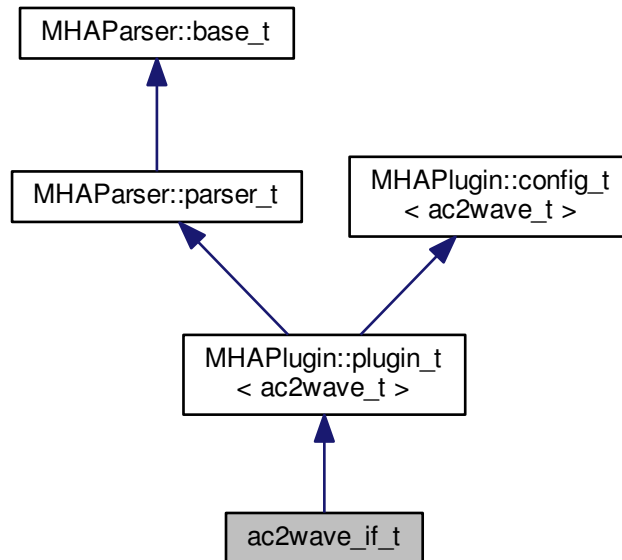 MHAParser::base_t
MHAParser::parser_t
MHAPlugin::config_t
< ac2wave_t >
MHAPlugin::plugin_t
< ac2wave_t >
ac2wave_if_t